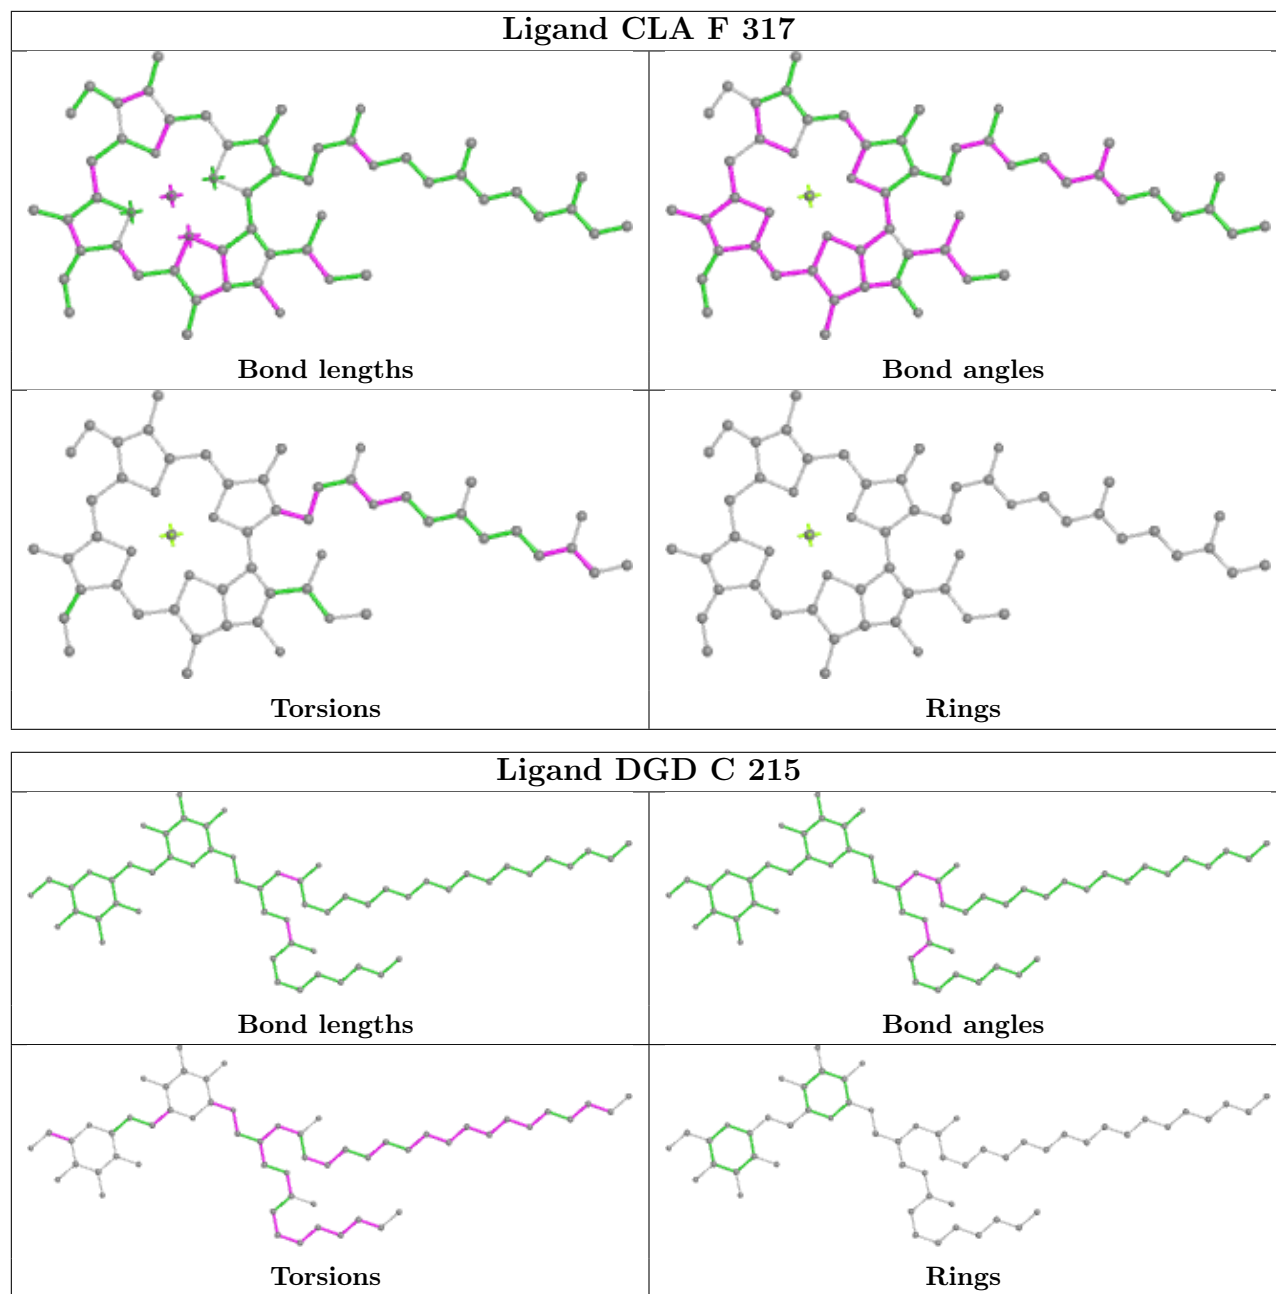 Ligand CLA F 317
Bond lengths
Bond angles
Torsions
Rings
Ligand DGD C 215
Bond lengths
Bond angles
Torsions
Rings